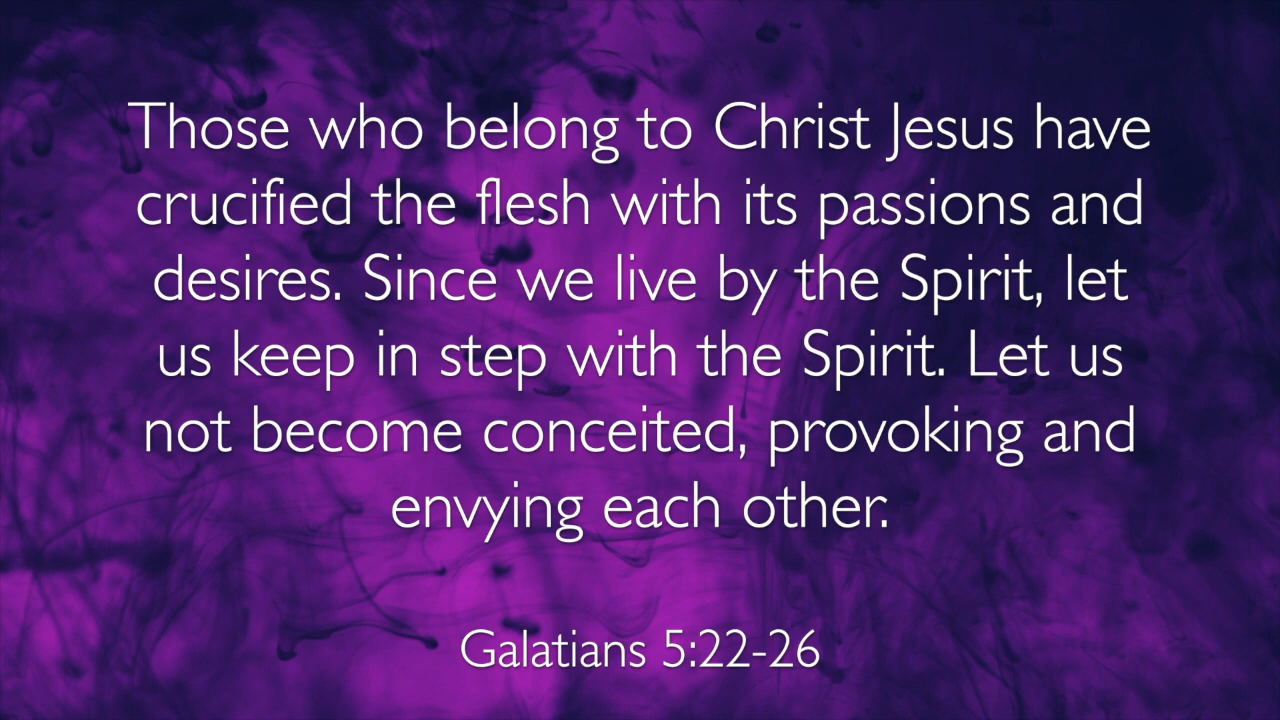 Those who belong to Christ Jesus have
crucified the flesh with its passions and
desires. Since we live by the Spirit, let
us keep in step with the Spirit. Let us
not become conceited, provoking and
envying each other.
Galatians 5:22-26